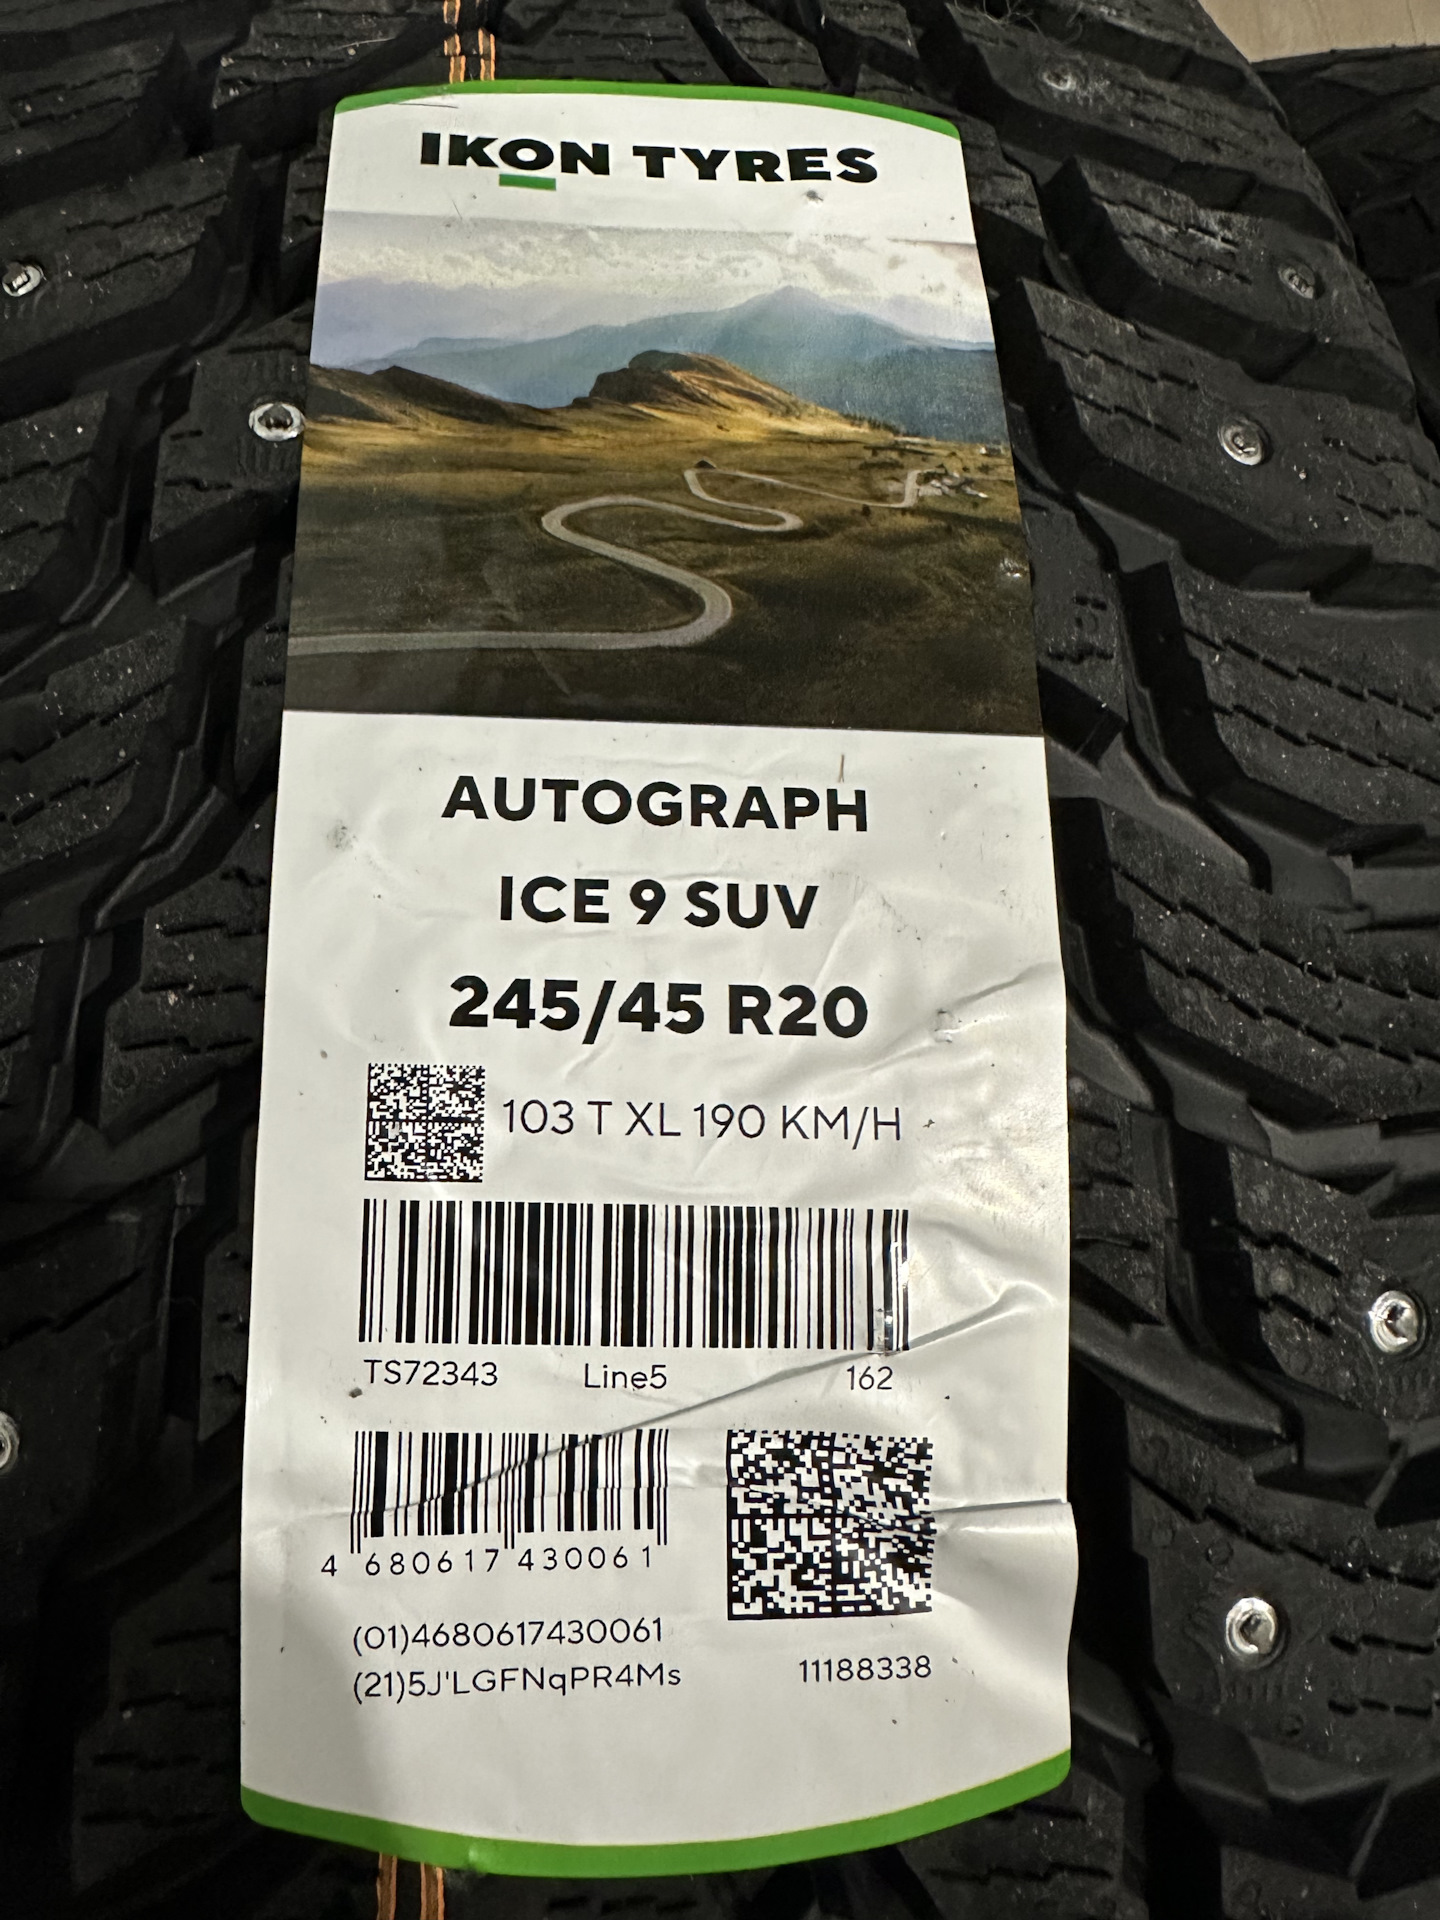 IKON TYRES
AUTOGRAPH
ICE 9 SUV
245/45 R20
103 T XL 190 KM/H
TS72343 Line5 162
4 680617 430061
(01)4680617430061
(21)5J'LGFNqPR4Ms
11188338